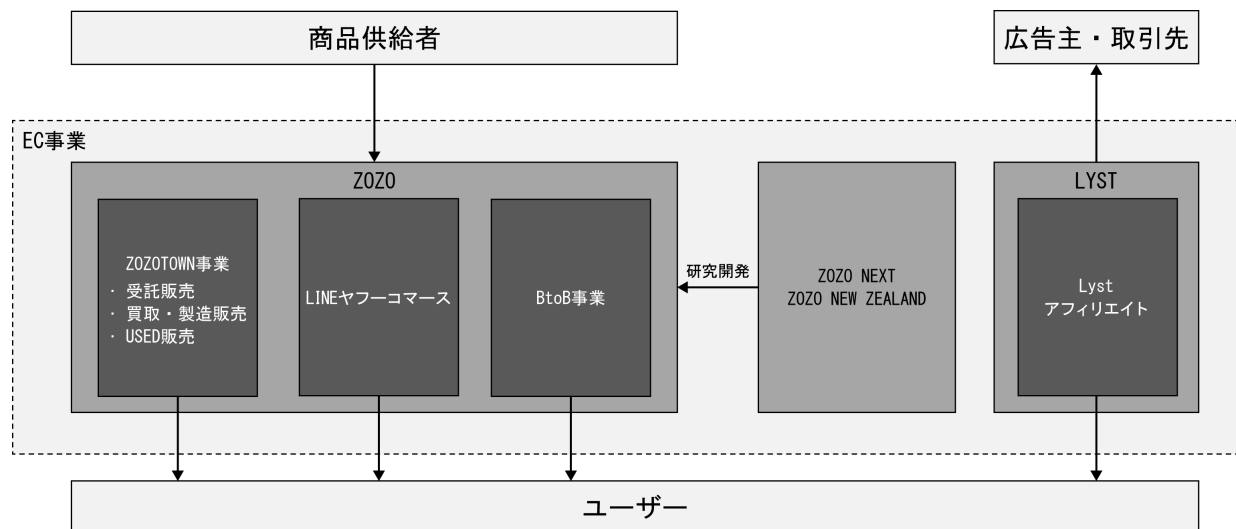 商品供給者
広告主・取引先
EC事業
ZOZO
ZOZOTOWN事業
・ 受託販売
・ 買取・製造販売
・ USED販売
LINEヤフーコマース
BtoB事業
研究開発
ZOZO NEXT
ZOZO NEW ZEALAND
LYST
Lyst
アフィリエイト
ユーザー